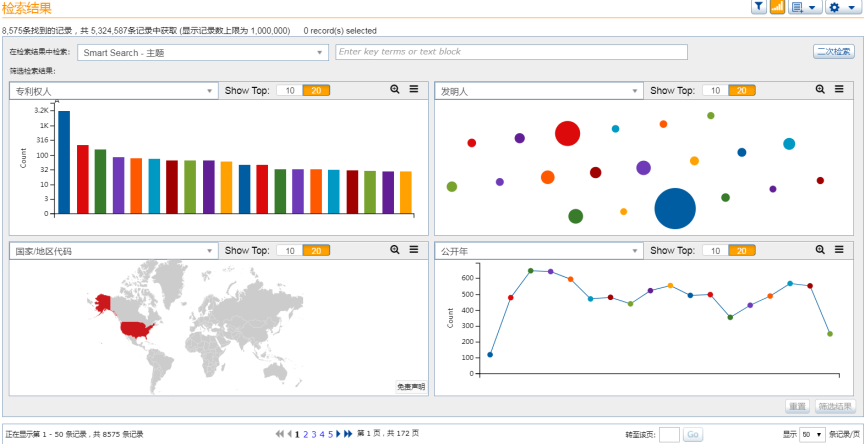 检索结果
8,575条找到的记录，共 5,324,587条记录中获取 (显示记录数上限为 1,000,000) 0 record(s) selected
在检索结果中检索: Smart Search - 主题 Enter key terms or text block 二次检索
筛选检索结果:
专利权人 Show Top: 10 20
3.2K
1K
316
100
32
10
3
0
Count
发明人 Show Top: 10 20
国家/地区代码 Show Top: 10 20
免责声明
公开年 Show Top: 10 20
600
500
400
300
200
100
0
Count
重置 筛选结果
正在显示第 1 - 50 条记录，共 8575 条记录 1 2 3 4 5 第 1 页，共 172 页 转至该页: Go 显示 50 条记录/页